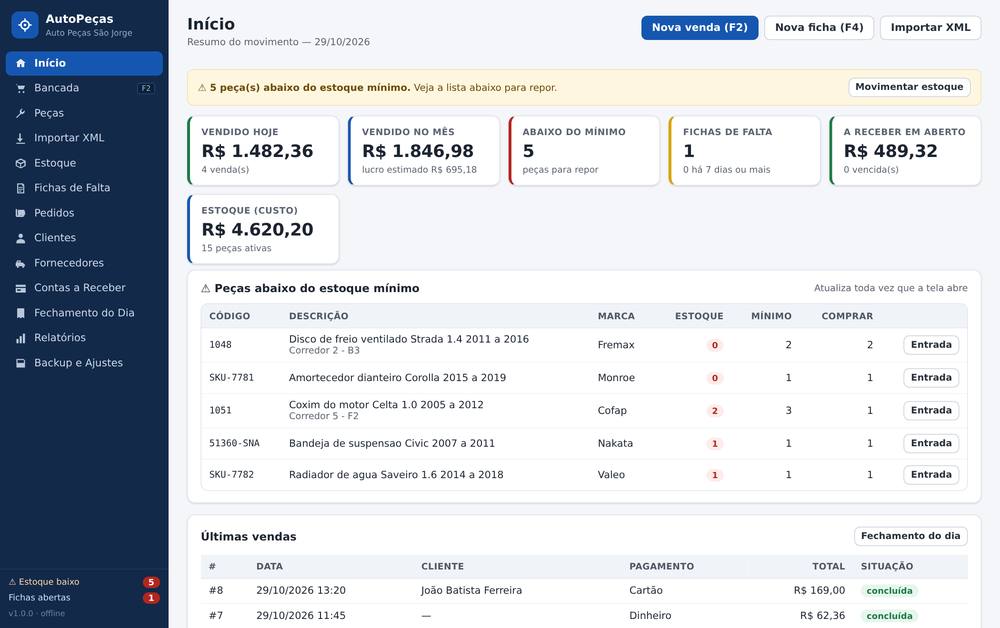 AutoPeças
Auto Peças São Jorge
Início
Bancada F2
Peças
Importar XML
Estoque
Fichas de Falta
Pedidos
Clientes
Fornecedores
Contas a Receber
Fechamento do Dia
Relatórios
Backup e Ajustes
⚠ Estoque baixo 5
Fichas abertas 1
v1.0.0 · offline
Início
Resumo do movimento — 29/10/2026
Nova venda (F2) Nova ficha (F4) Importar XML
⚠ 5 peça(s) abaixo do estoque mínimo. Veja a lista abaixo para repor. Movimentar estoque
VENDIDO HOJE
R$ 1.482,36
4 venda(s)
VENDIDO NO MÊS
R$ 1.846,98
lucro estimado R$ 695,18
ABAIXO DO MÍNIMO
5
peças para repor
FICHAS DE FALTA
1
0 há 7 dias ou mais
A RECEBER EM ABERTO
R$ 489,32
0 vencida(s)
ESTOQUE (CUSTO)
R$ 4.620,20
15 peças ativas
⚠ Peças abaixo do estoque mínimo Atualiza toda vez que a tela abre
CÓDIGO DESCRIÇÃO MARCA ESTOQUE MÍNIMO COMPRAR
1048 Disco de freio ventilado Strada 1.4 2011 a 2016 Fremax 0 2 2 Entrada
Corredor 2 - B3
SKU-7781 Amortecedor dianteiro Corolla 2015 a 2019 Monroe 0 1 1 Entrada
1051 Coxim do motor Celta 1.0 2005 a 2012 Cofap 2 3 1 Entrada
Corredor 5 - F2
51360-SNA Bandeja de suspensao Civic 2007 a 2011 Nakata 1 1 1 Entrada
SKU-7782 Radiador de agua Saveiro 1.6 2014 a 2018 Valeo 1 1 1 Entrada
Últimas vendas Fechamento do dia
# DATA CLIENTE PAGAMENTO TOTAL SITUAÇÃO
#8 29/10/2026 13:20 João Batista Ferreira Cartão R$ 169,00 concluída
#7 29/10/2026 11:45 — Dinheiro R$ 62,36 concluída